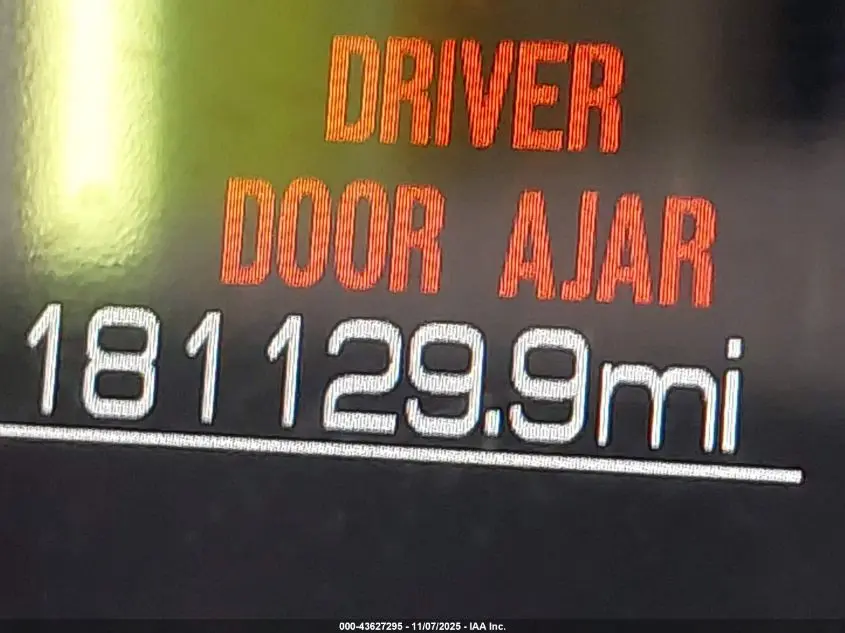 DRIVER
DOOR AJAR
181129.9mi
000-43627295 - 11/07/2025 - IAA Inc.